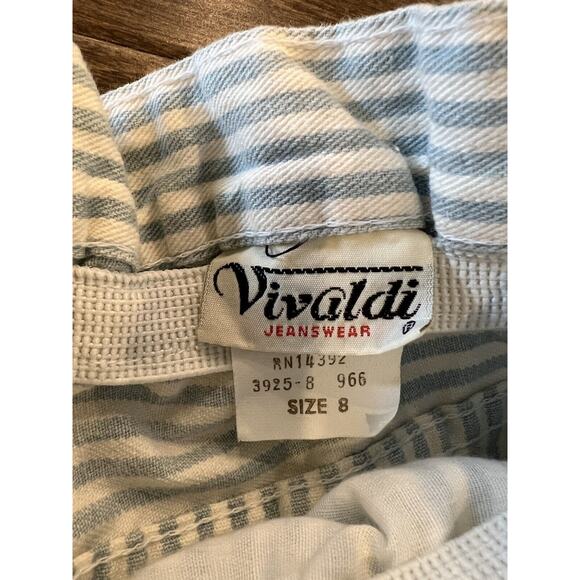 Vivaldi
JEANSWEAR
RN14392
3925-8 966
SIZE 8